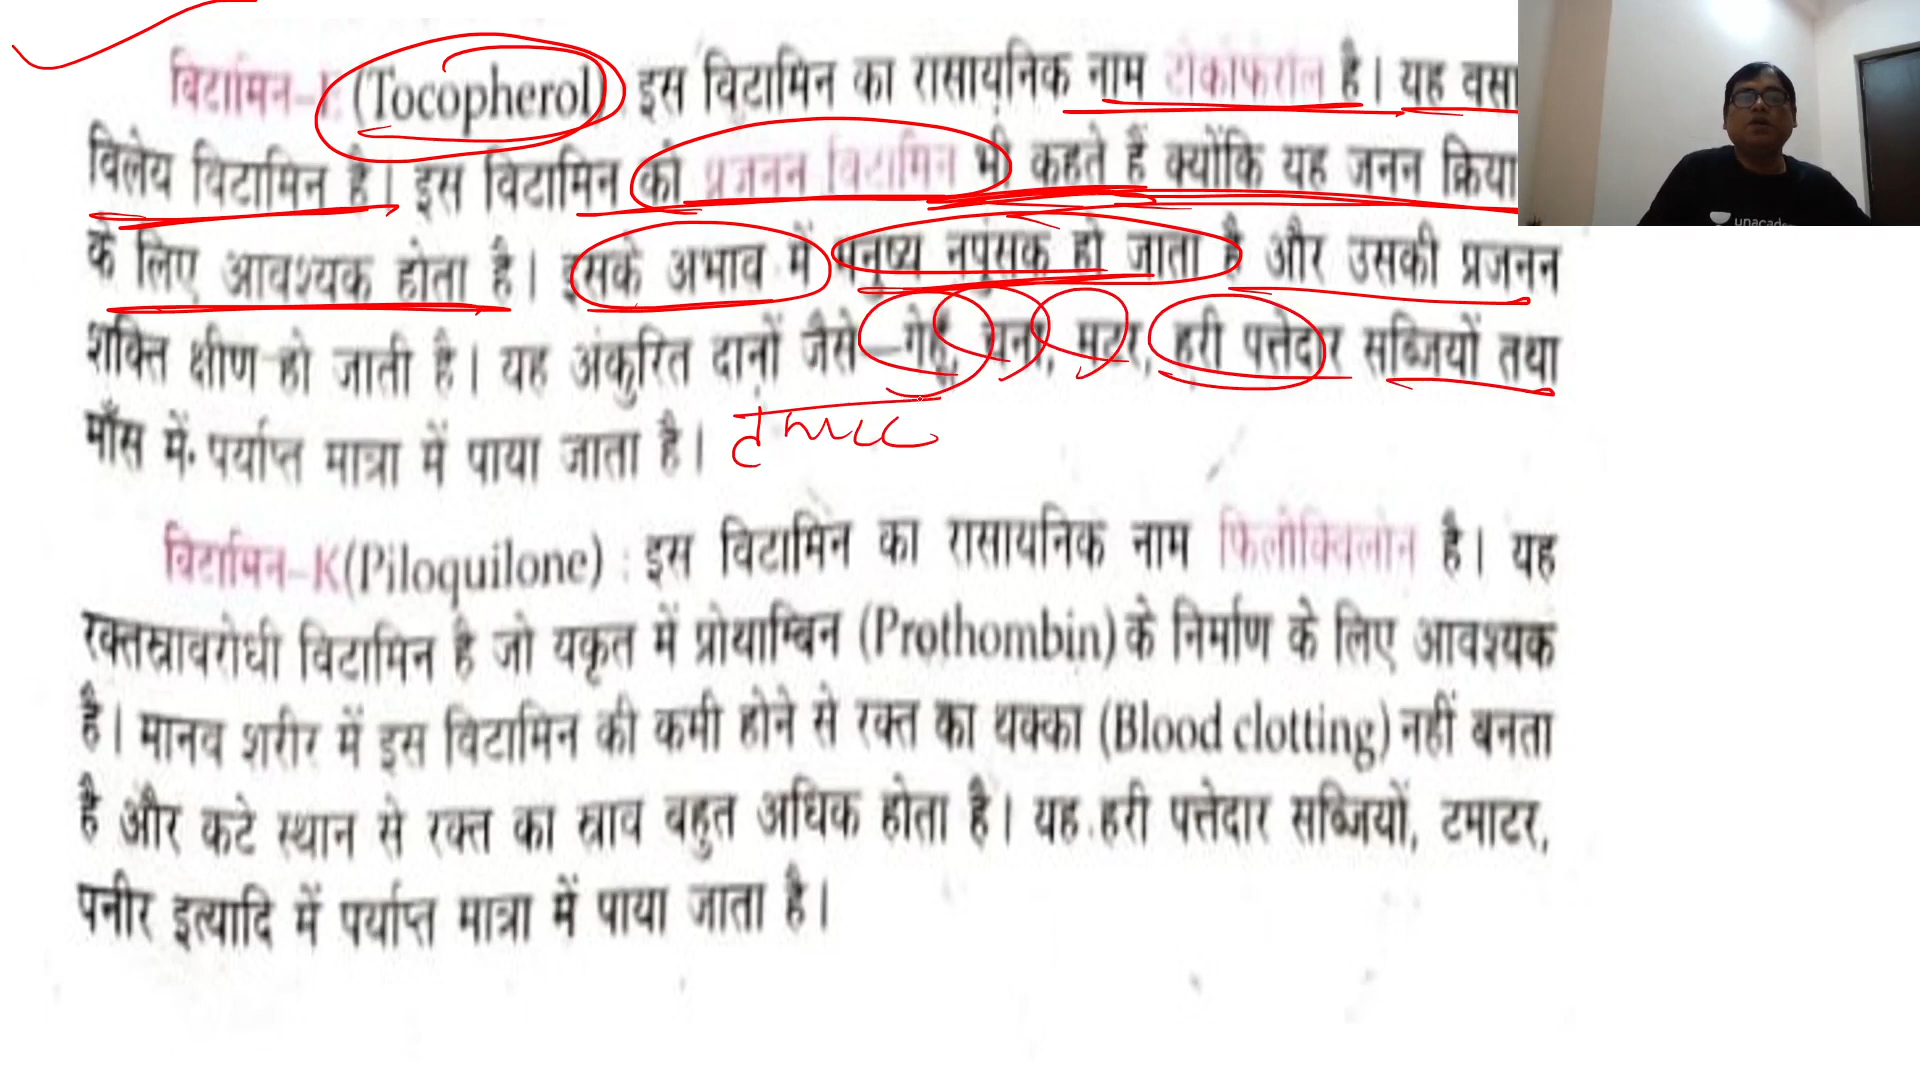 विटामिन-E (Tocopherol) इस विटामिन का रासायनिक नाम टोकोफेरॉल है। यह वसा
विलेय विटामिन है। इस विटामिन को प्रजनन विटामिन भी कहते हैं क्योंकि यह जनन क्रिया
के लिए आवश्यक होता है। इसके अभाव में मनुष्य नपुंसक हो जाता है और उसकी प्रजनन
शक्ति क्षीण हो जाती है। यह अंकुरित दानों जैसे–गेहूँ, चना, मटर, हरी पत्तेदार सब्जियों तथा
माँस में पर्याप्त मात्रा में पाया जाता है।
विटामिन–K(Piloquilone) : इस विटामिन का रासायनिक नाम फिलोक्विलोन है। यह
रक्तस्रावरोधी विटामिन है जो यकृत में प्रोथाम्बिन (Prothombin) के निर्माण के लिए आवश्यक
है। मानव शरीर में इस विटामिन की कमी होने से रक्त का थक्का (Blood clotting) नहीं बनता
है और कटे स्थान से रक्त का स्राव बहुत अधिक होता है। यह हरी पत्तेदार सब्जियों, टमाटर,
पनीर इत्यादि में पर्याप्त मात्रा में पाया जाता है।